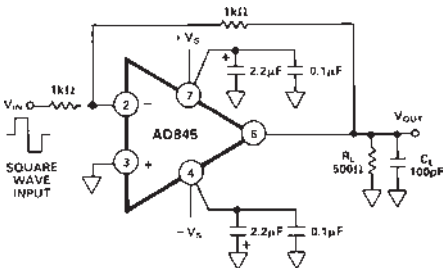 1kΩ
+VS
2.2µF
0.1µF
1kΩ
VIN
7
2
−
VOUT
AD845
6
SQUARE
WAVE
INPUT
3
+
4
RL
500Ω
CL
100pF
−VS
2.2µF
0.1µF
+
+